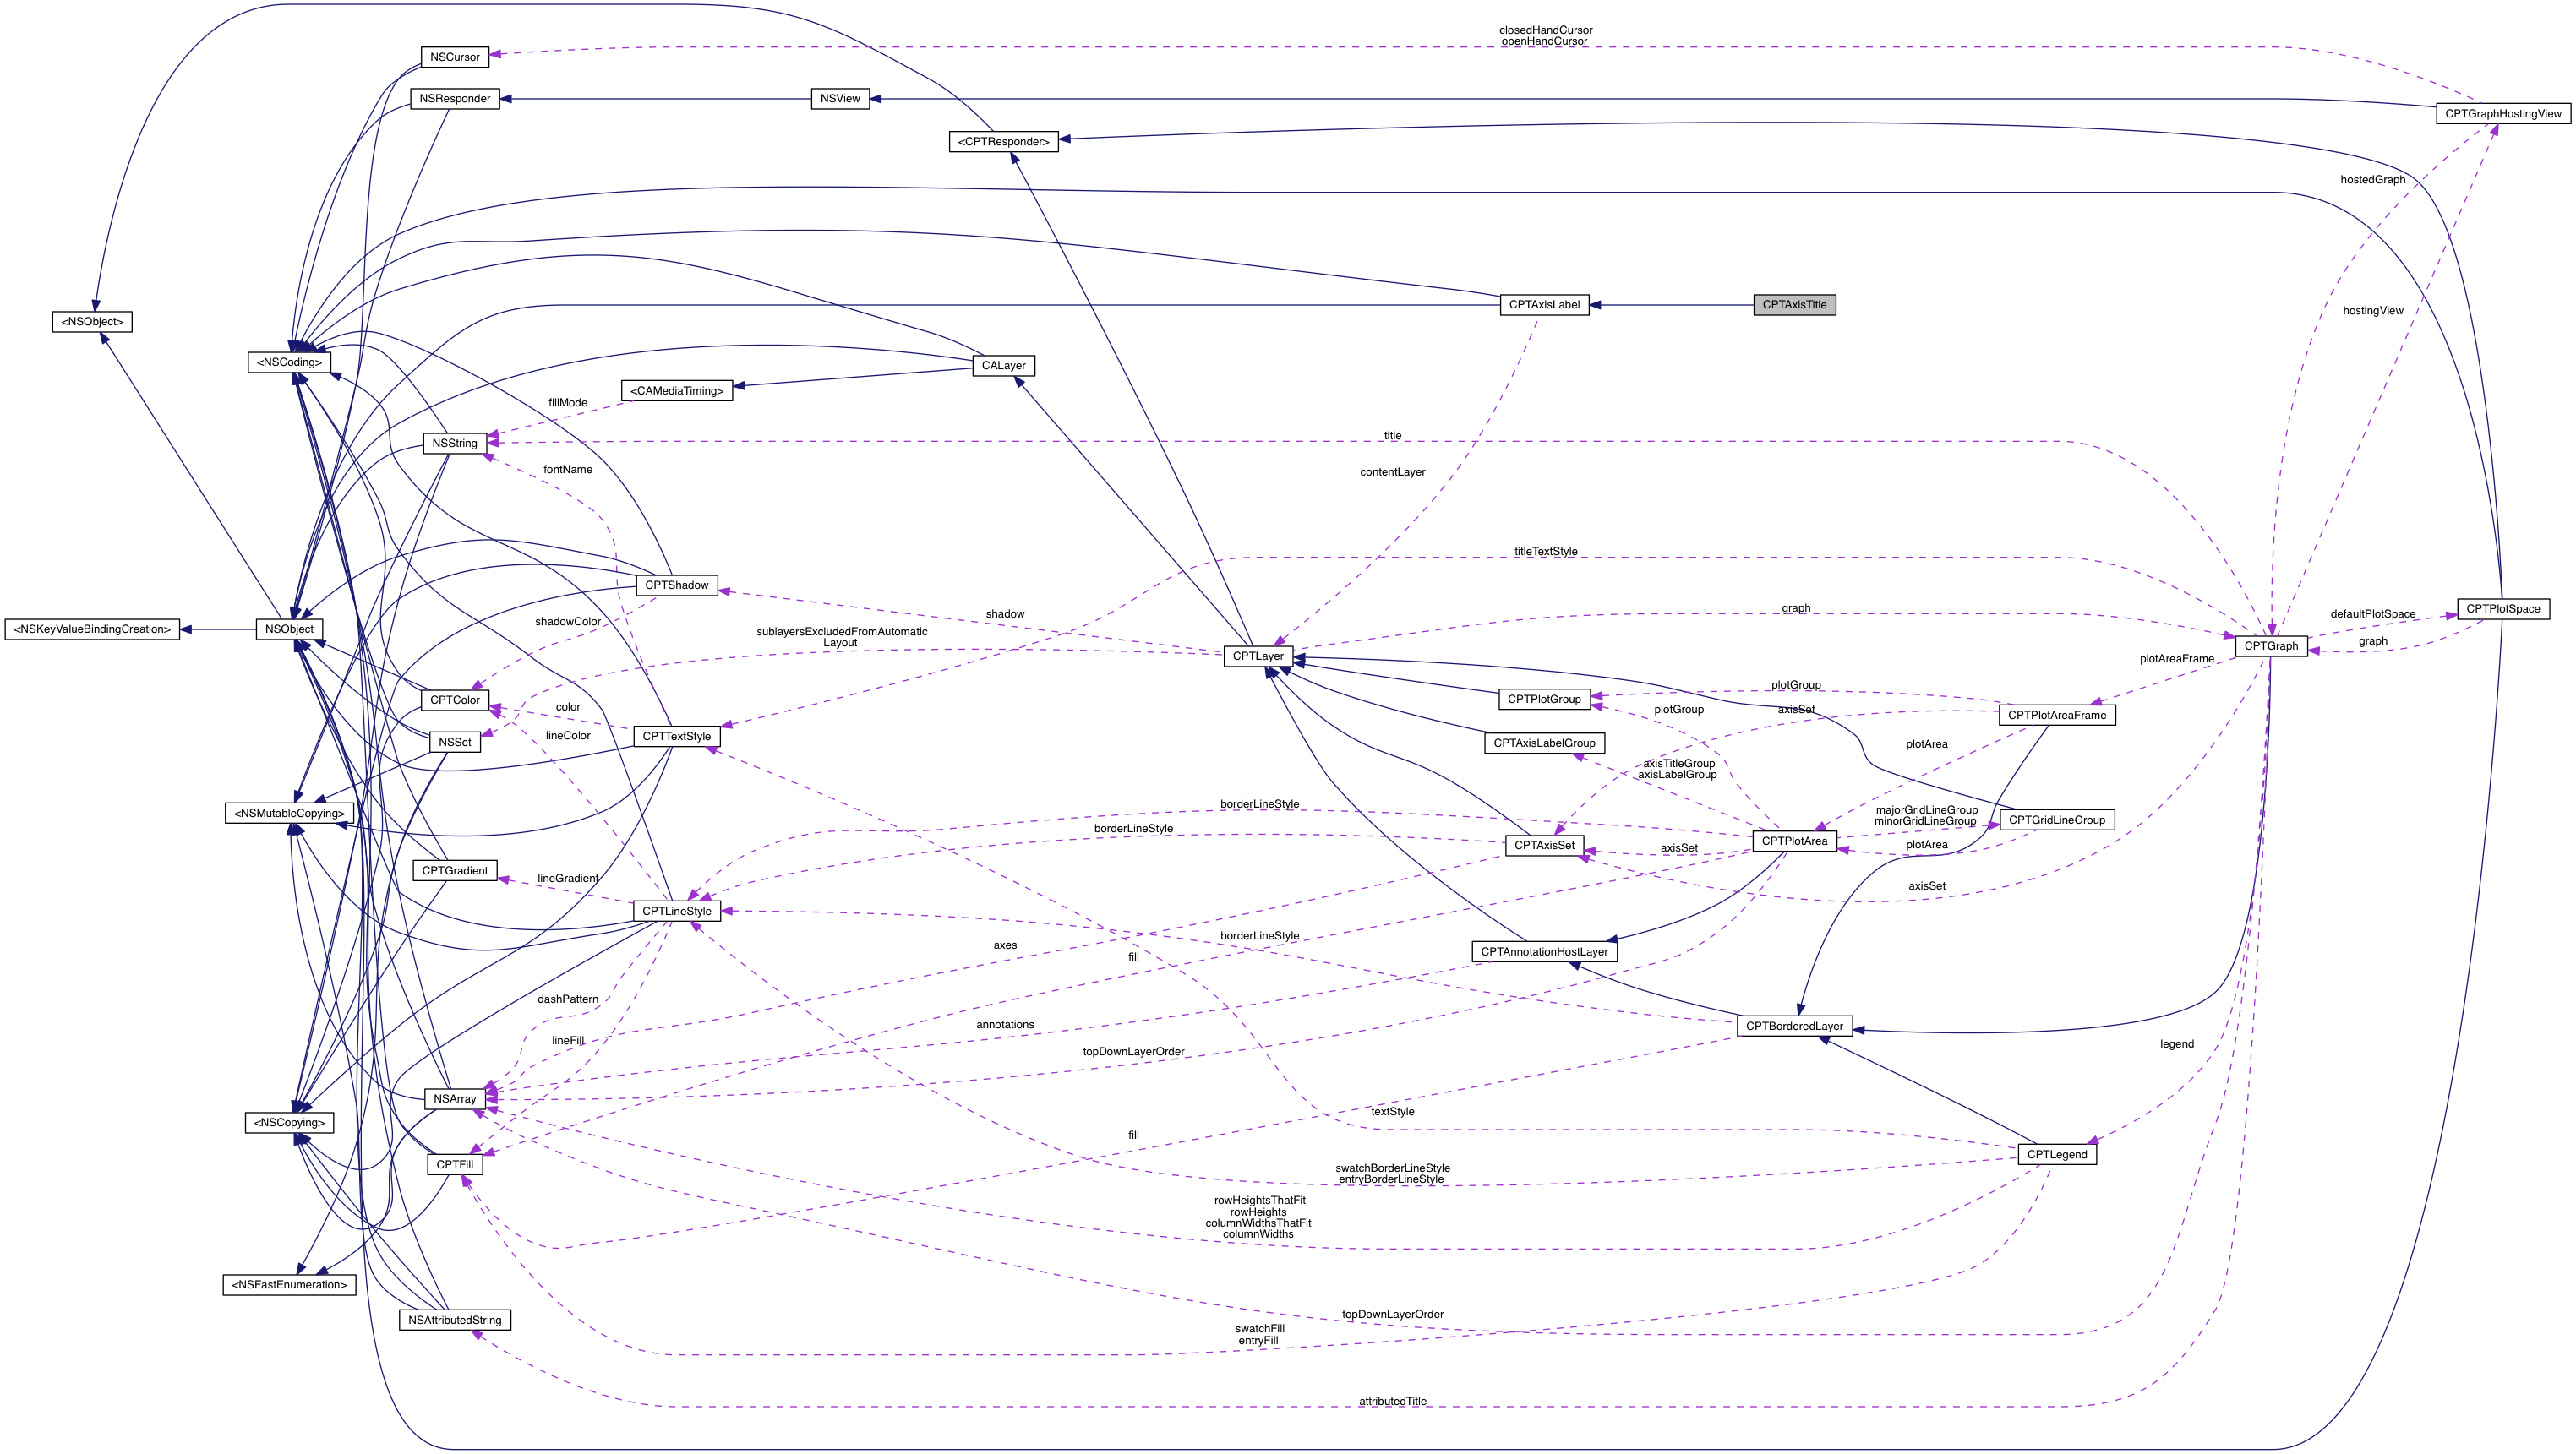 closedHandCursor
openHandCursor
NSCursor
NSResponder
NSView
CPTGraphHostingView
<CPTResponder>
hostedGraph
CPTAxisLabel
CPTAxisTitle
hostingView
<NSObject>
<NSCoding>
CALayer
<CAMediaTiming>
fillMode
NSString
title
fontName
contentLayer
titleTextStyle
CPTShadow
shadow
graph
defaultPlotSpace
CPTPlotSpace
shadowColor
<NSKeyValueBindingCreation>
NSObject
sublayersExcludedFromAutomatic
Layout
graph
CPTLayer
CPTGraph
plotAreaFrame
plotGroup
CPTColor
CPTPlotGroup
color
plotGroup
axisSet
CPTPlotAreaFrame
lineColor
CPTTextStyle
NSSet
CPTAxisLabelGroup
plotArea
axisTitleGroup
axisLabelGroup
<NSMutableCopying>
borderLineStyle
majorGridLineGroup
minorGridLineGroup
CPTGridLineGroup
borderLineStyle
CPTAxisSet
axisSet
CPTPlotArea
plotArea
CPTGradient
lineGradient
axisSet
CPTLineStyle
borderLineStyle
axes
fill
CPTAnnotationHostLayer
dashPattern
annotations
CPTBorderedLayer
lineFill
topDownLayerOrder
legend
NSArray
textStyle
<NSCopying>
fill
CPTFill
CPTLegend
swatchBorderLineStyle
entryBorderLineStyle
rowHeightsThatFit
rowHeights
columnWidthsThatFit
columnWidths
<NSFastEnumeration>
NSAttributedString
topDownLayerOrder
swatchFill
entryFill
attributedTitle